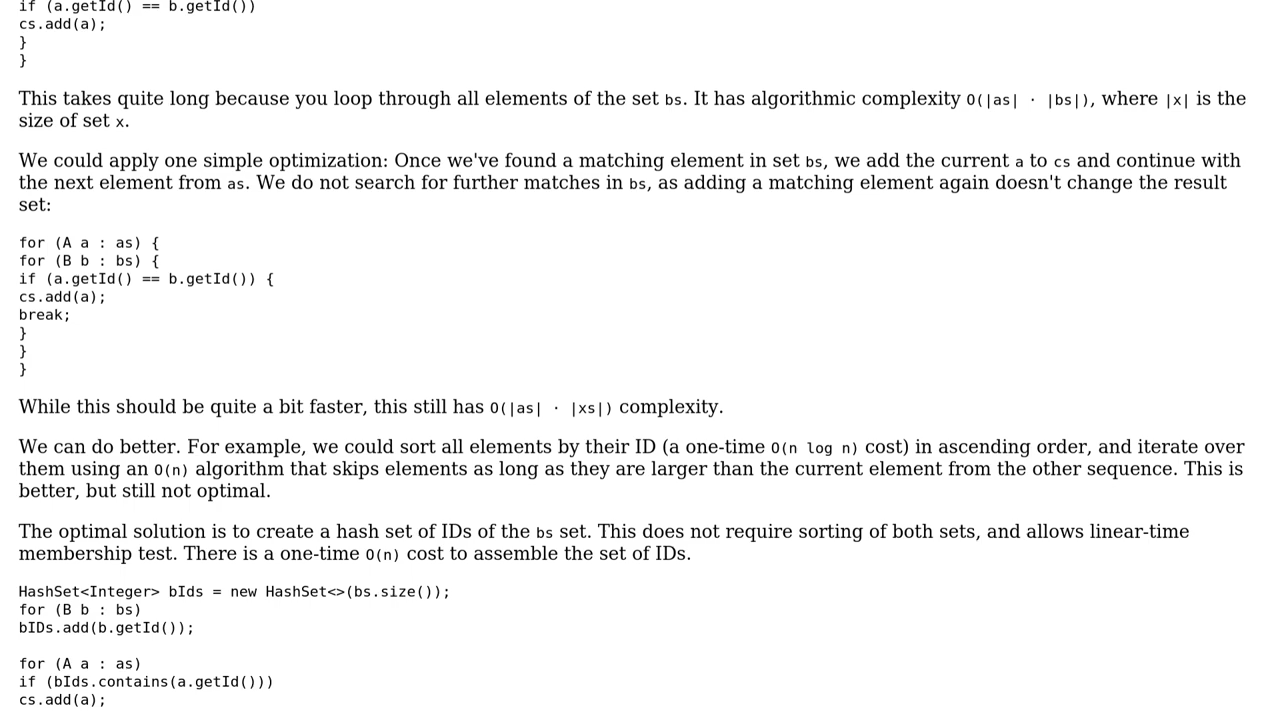 if (a.getId() == b.getId())
cs.add(a);
}
}
This takes quite long because you loop through all elements of the set bs. It has algorithmic complexity O(|as| · |bs|), where |x| is the
size of set x.
We could apply one simple optimization: Once we've found a matching element in set bs, we add the current a to cs and continue with
the next element from as. We do not search for further matches in bs, as adding a matching element again doesn't change the result
set:
for (A a : as) {
for (B b : bs) {
if (a.getId() == b.getId()) {
cs.add(a);
break;
}
}
}
While this should be quite a bit faster, this still has O(|as| · |xs|) complexity.
We can do better. For example, we could sort all elements by their ID (a one-time O(n log n) cost) in ascending order, and iterate over
them using an O(n) algorithm that skips elements as long as they are larger than the current element from the other sequence. This is
better, but still not optimal.
The optimal solution is to create a hash set of IDs of the bs set. This does not require sorting of both sets, and allows linear-time
membership test. There is a one-time O(n) cost to assemble the set of IDs.
HashSet<Integer> bIds = new HashSet<>(bs.size());
for (B b : bs)
bIDs.add(b.getId());
for (A a : as)
if (bIds.contains(a.getId()))
cs.add(a);